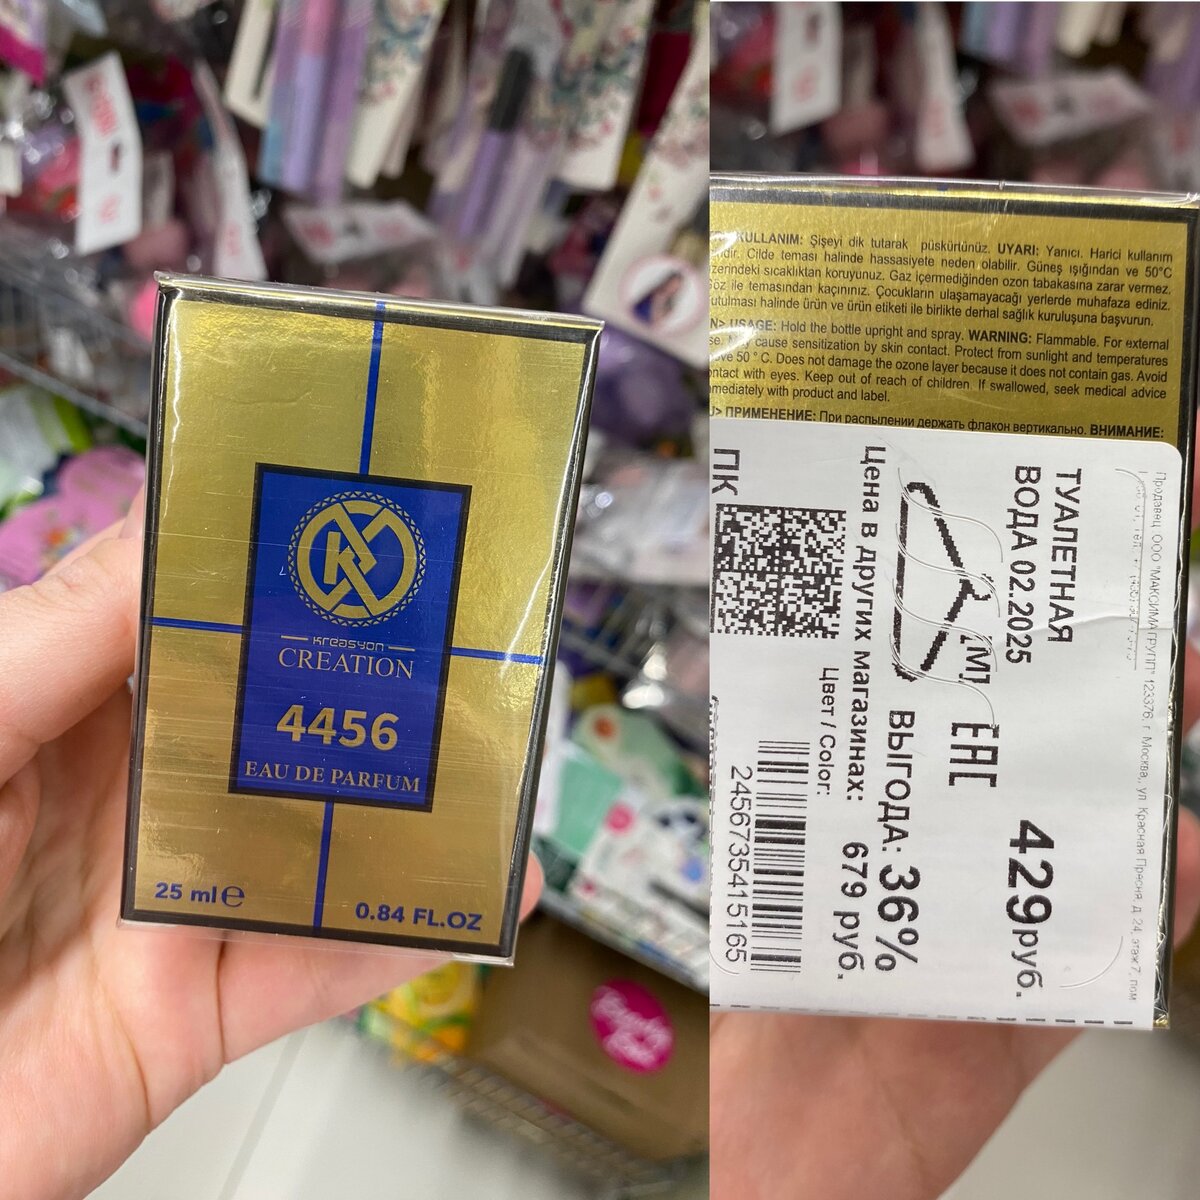 kreasyon
CREATION
4456
EAU DE PARFUM
25 ml℮
0.84 FL.OZ
KULLANIM: Şişeyi dik tutarak püskürtünüz. UYARI: Yanıcı. Harici kullanım
Cilde teması halinde hassasiyete neden olabilir. Güneş ışığından ve 50°C
sıcaklıktan koruyunuz. Gaz içermediğinden ozon tabakasına zarar vermez.
ile temasından kaçınınız. Çocukların ulaşamayacağı yerlerde muhafaza ediniz.
halinde ürün ve ürün etiketi ile birlikte derhal sağlık kuruluşuna başvurun.
USAGE: Hold the bottle upright and spray. WARNING: Flammable. For external
cause sensitization by skin contact. Protect from sunlight and temperatures
50 ° C. Does not damage the ozone layer because it does not contain gas. Avoid
with eyes. Keep out of reach of children. If swallowed, seek medical advice
with product and label.
ПРИМЕНЕНИЕ: При распылении держать флакон вертикально. ВНИМАНИЕ:
Продавец: ООО "МАКСИМА ГРУПП" 123376, г. Москва, ул. Красная Пресня, д. 24, этаж 7, пом.
ТУАЛЕТНАЯ
ВОДА 02.2025
429руб.
[M]
EAC
ВЫГОДА: 36%
Цена в других магазинах: 679 руб.
Цвет / Color:
ПК
2456735415165